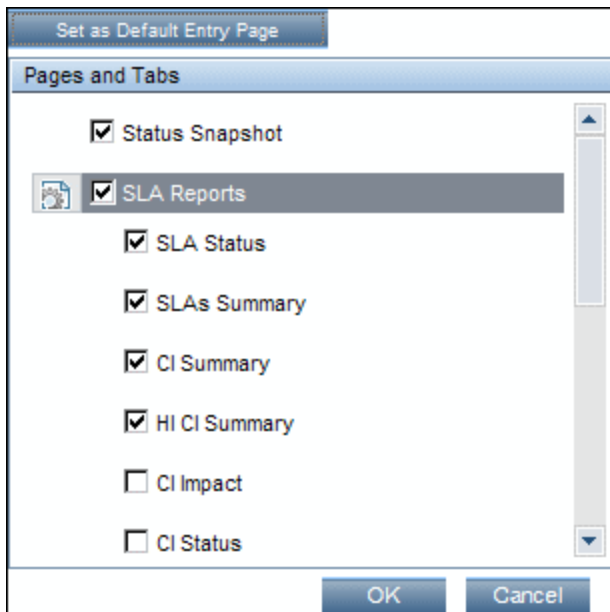 Set as Default Entry Page
Pages and Tabs
Status Snapshot
SLA Reports
SLA Status
SLAs Summary
CI Summary
HI CI Summary
CI Impact
CI Status
OK Cancel